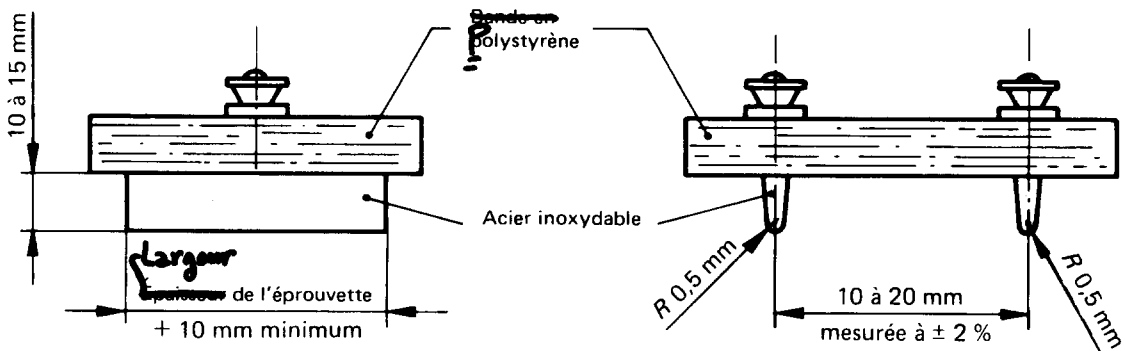 Bande en
Polystyrène
10 à 15 mm
Acier inoxydable
Largeur
Épaisseur de l'éprouvette
+ 10 mm minimum
R 0,5 mm
R 0,5 mm
10 à 20 mm
mesurée à ± 2 %